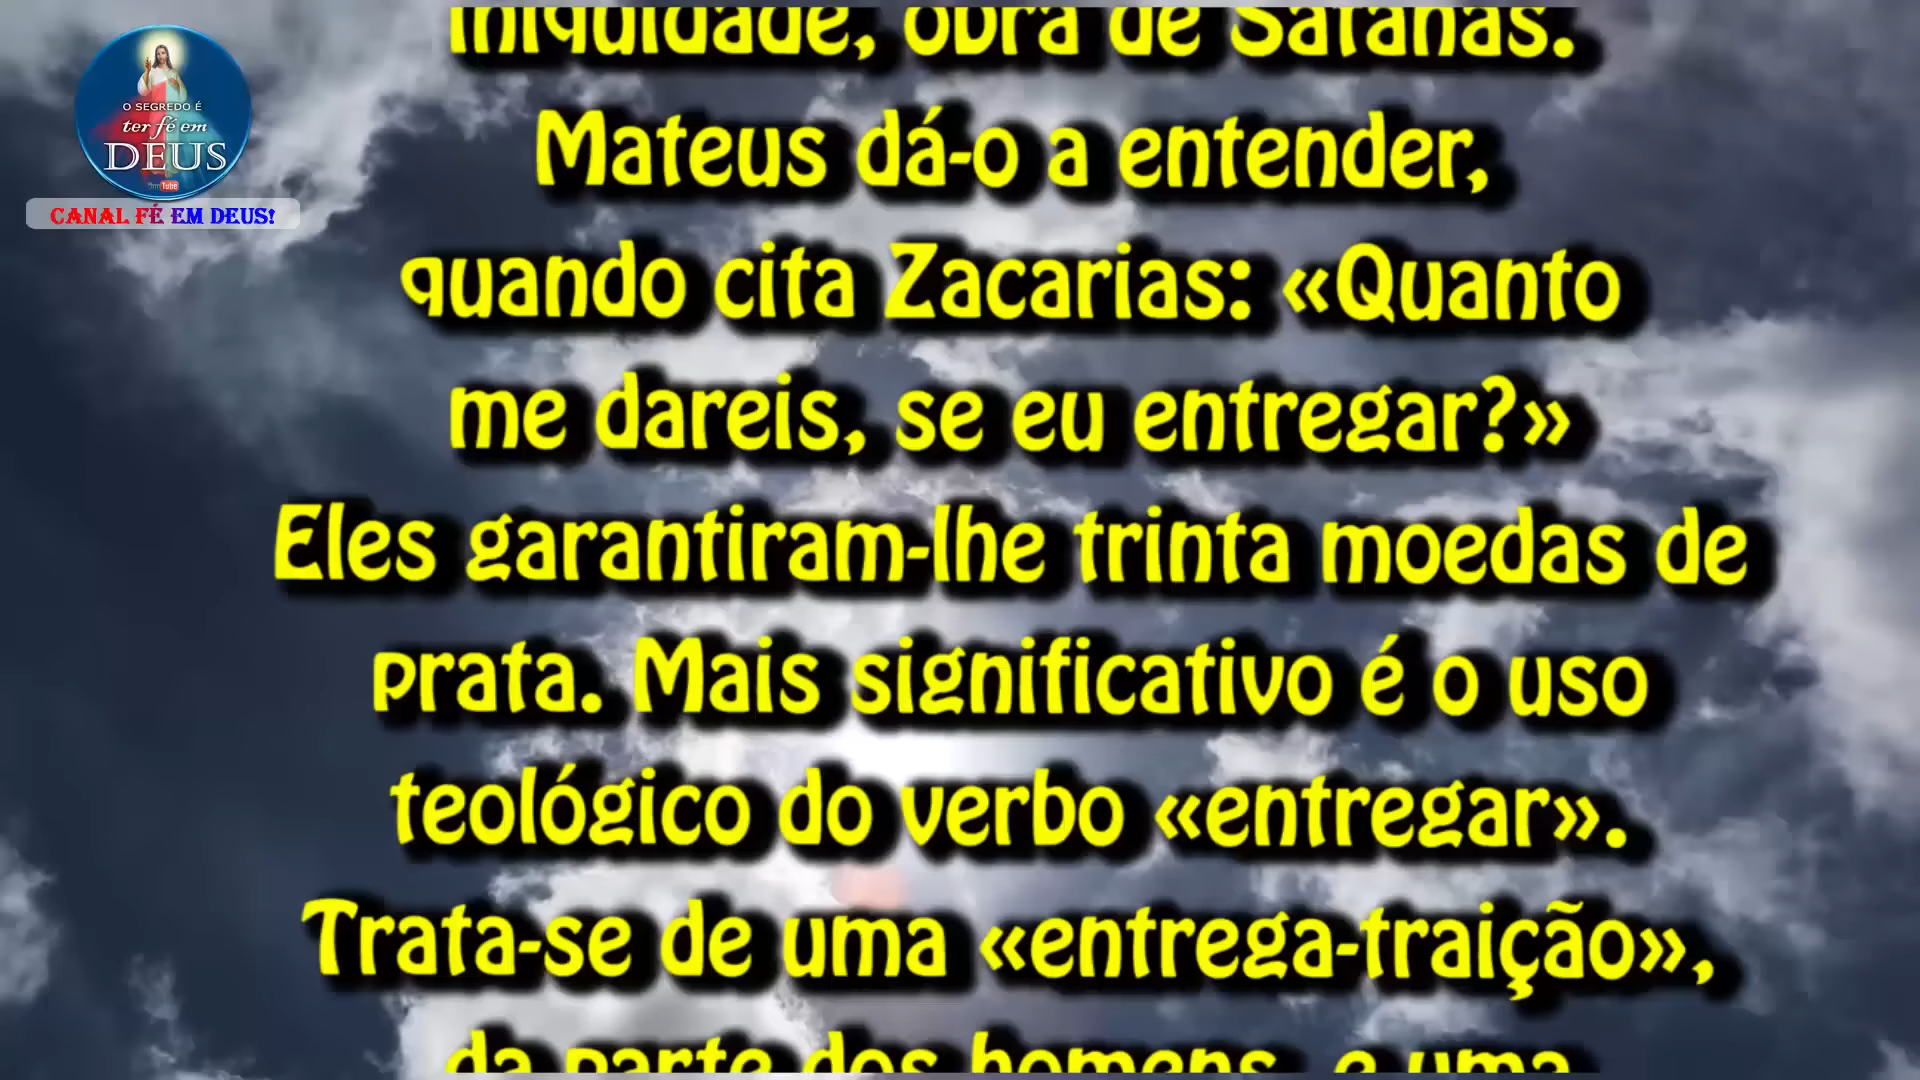 O SEGREDO É
ter fé em
DEUS
CANAL FÉ EM DEUS!
iniquidade, obra de Satanás.
Mateus dá-o a entender,
quando cita Zacarias: «Quanto
me dareis, se eu entregar?»
Eles garantiram-lhe trinta moedas de
prata. Mais significativo é o uso
teológico do verbo «entregar».
Trata-se de uma «entrega-traição»,
da parte dos homens, e uma